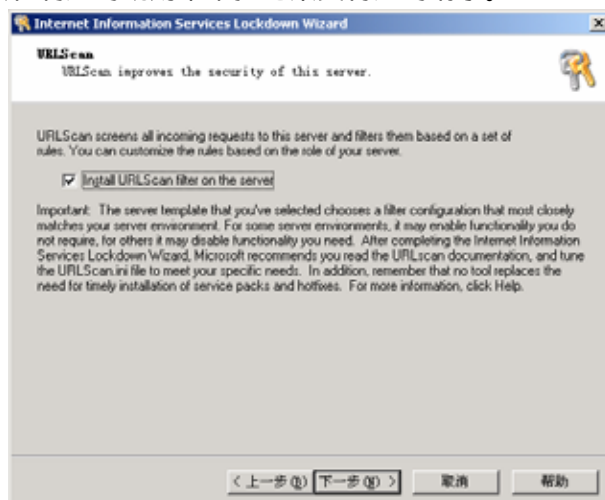 Internet Information Services Lockdown Wizard
URLScan
URLScan improves the security of this server.
URLScan screens all incoming requests to this server and filters them based on a set of
rules. You can customize the rules based on the role of your server.
Install URLScan filter on the server
Important: The server template that you've selected chooses a filter configuration that most closely
matches your server environment. For some server environments, it may enable functionality you do
not require, for others it may disable functionality you need. After completing the Internet Information
Services Lockdown Wizard, Microsoft recommends you read the URLscan documentation, and tune
the URLScan.ini file to meet your specific needs. In addition, remember that no tool replaces the
need for timely installation of service packs and hotfixes. For more information, click Help.
< 上一步(B) 下一步(N) > 取消 帮助